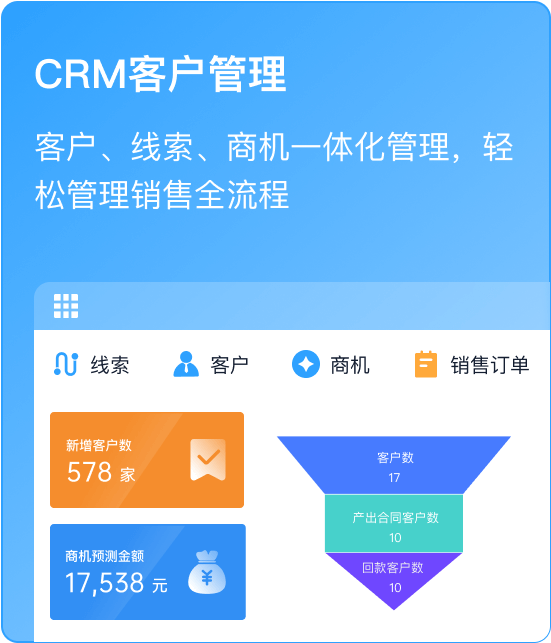 CRM客户管理
客户、线索、商机一体化管理，轻
松管理销售全流程
线索 客户 商机 销售订单
新增客户数
578 家
商机预测金额
17,538 元
客户数
17
产出合同客户数
10
回款客户数
10